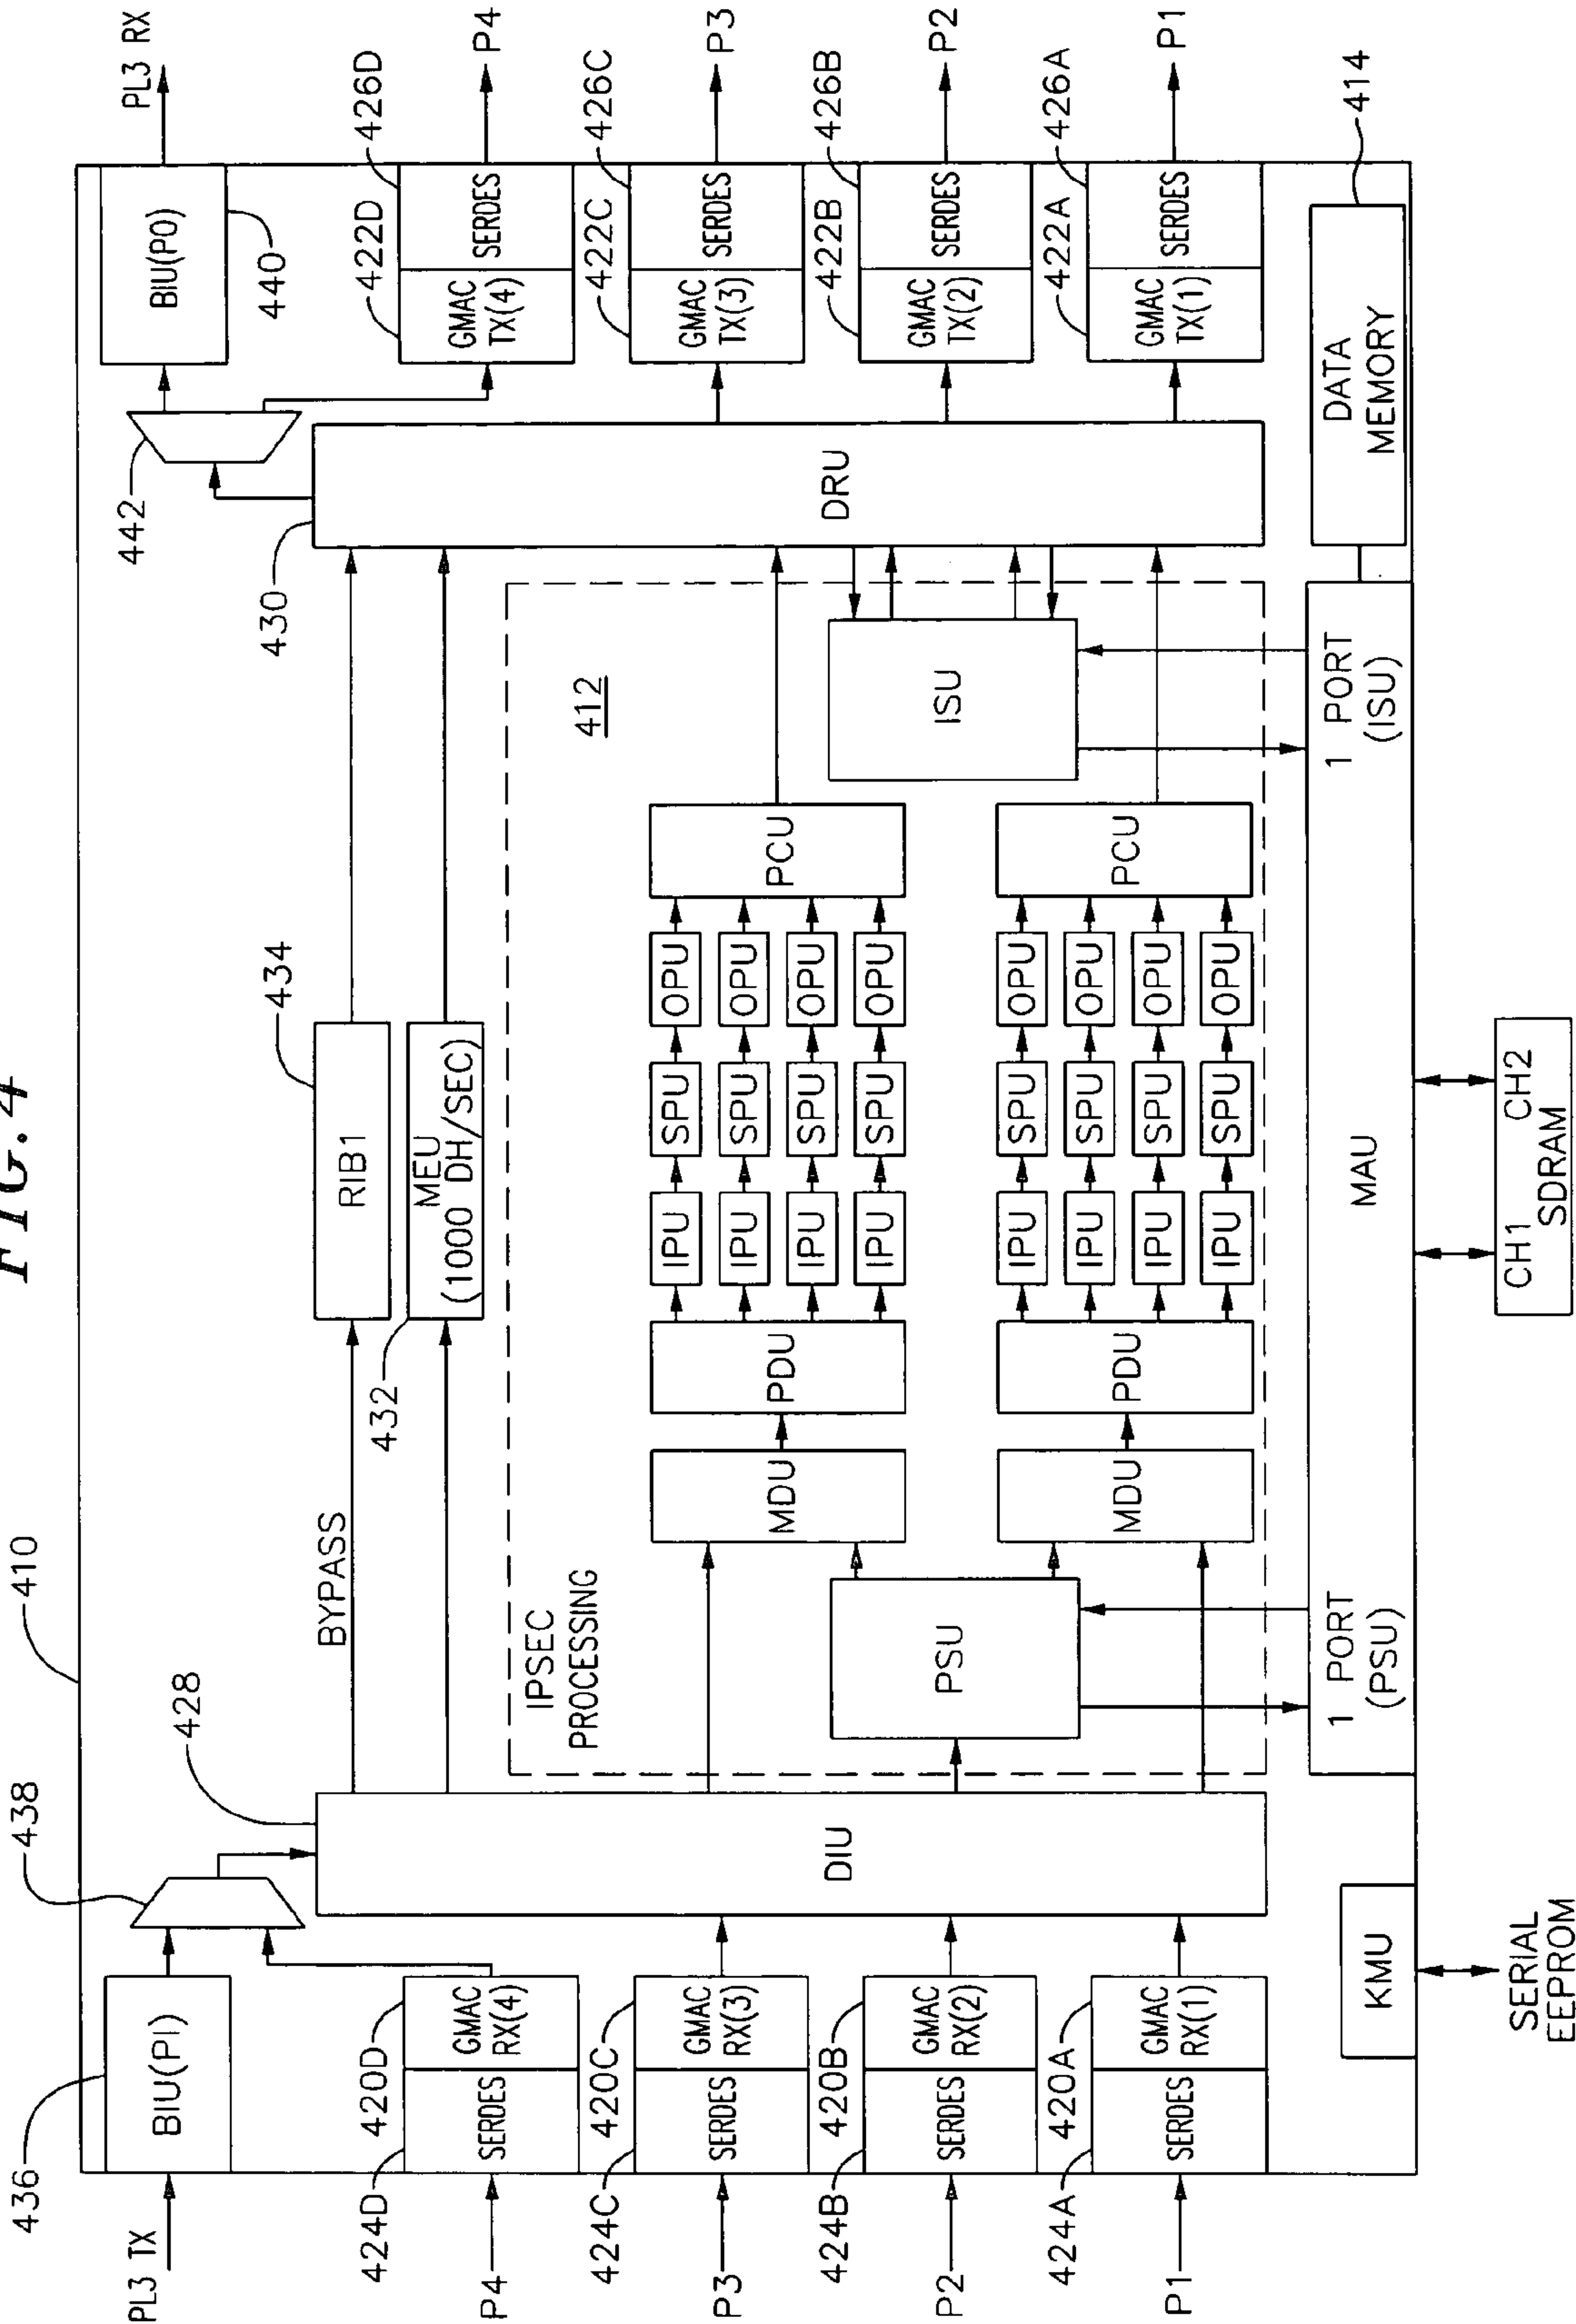 FIG. 4
410
436
438
428
PL3 TX
BIU(PI)
424D
420D
P4
SERDES
GMAC
RX(4)
424C
420C
P3
SERDES
GMAC
RX(3)
424B
420B
P2
SERDES
GMAC
RX(2)
424A
420A
P1
SERDES
GMAC
RX(1)
DIU
BYPASS
434
RIB1
432
MEU
(1000 DH/SEC)
IPSEC
PROCESSING
412
PSU
MDU
PDU
IPU
SPU
OPU
IPU
SPU
OPU
IPU
SPU
OPU
IPU
SPU
OPU
PCU
MDU
PDU
IPU
SPU
OPU
IPU
SPU
OPU
IPU
SPU
OPU
IPU
SPU
OPU
PCU
ISU
430
DRU
442
BIU(PO)
440
PL3 RX
422D
426D
GMAC
TX(4)
SERDES
P4
422C
426C
GMAC
TX(3)
SERDES
P3
422B
426B
GMAC
TX(2)
SERDES
P2
422A
426A
GMAC
TX(1)
SERDES
P1
KMU
SERIAL
EEPROM
1 PORT
(PSU)
MAU
1 PORT
(ISU)
DATA
MEMORY
414
CH1 CH2
SDRAM